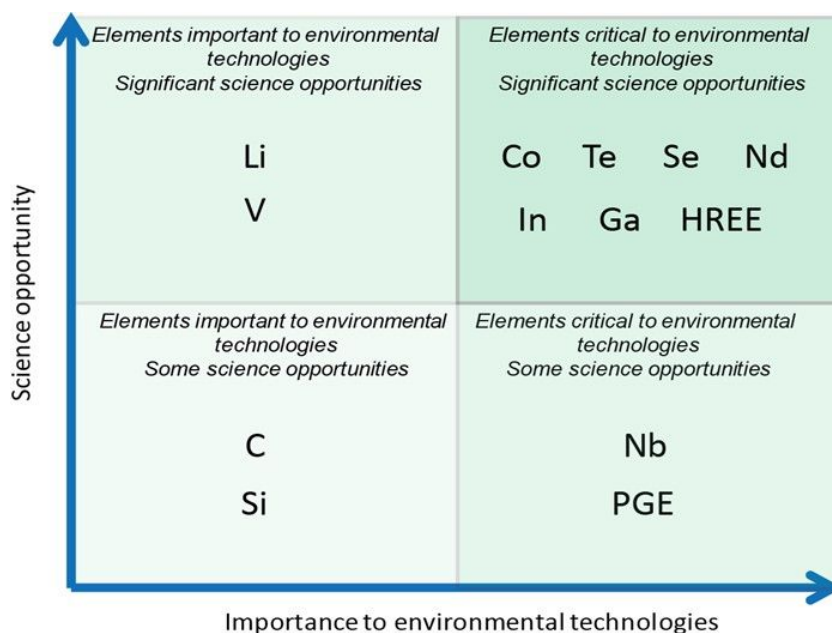 Elements important to environmental
technologies
Significant science opportunities
Li
V
Elements critical to environmental
technologies
Significant science opportunities
Co Te Se Nd
In Ga HREE
Elements important to environmental
technologies
Some science opportunities
C
Si
Elements critical to environmental
technologies
Some science opportunities
Nb
PGE
Science opportunity
Importance to environmental technologies